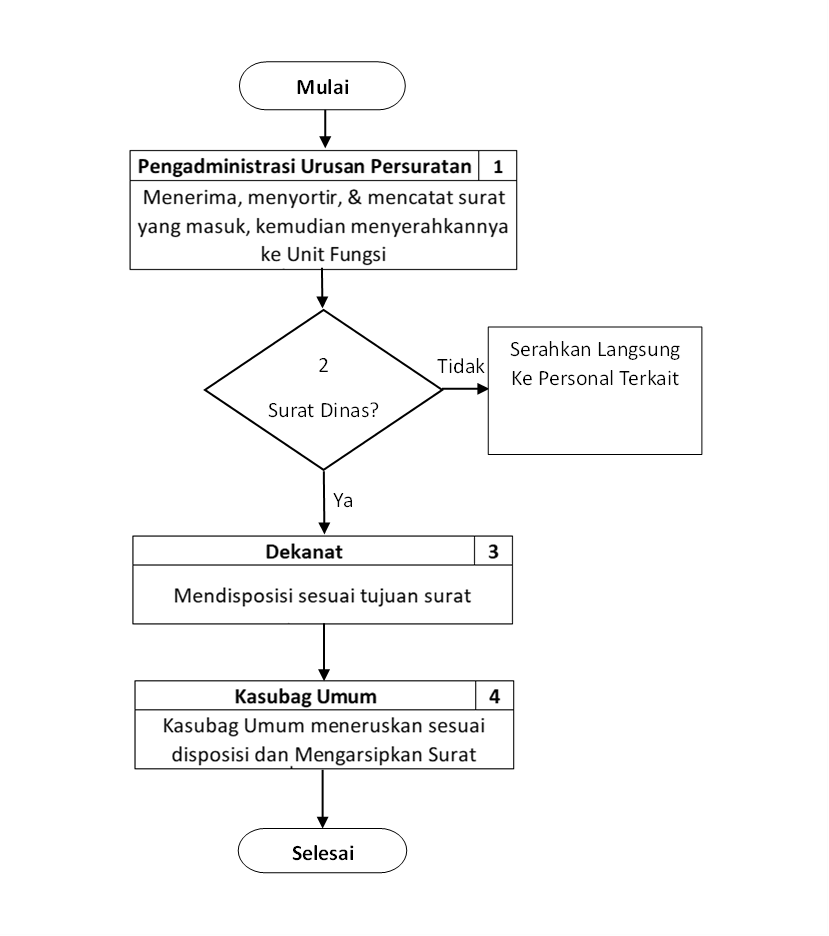 Mulai
Pengadministrasi Urusan Persuratan 1
Menerima, menyortir, & mencatat surat
yang masuk, kemudian menyerahkannya
ke Unit Fungsi
2
Surat Dinas?
Tidak
Serahkan Langsung
Ke Personal Terkait
Ya
Dekanat 3
Mendisposisi sesuai tujuan surat
Kasubag Umum 4
Kasubag Umum meneruskan sesuai
disposisi dan Mengarsipkan Surat
Selesai